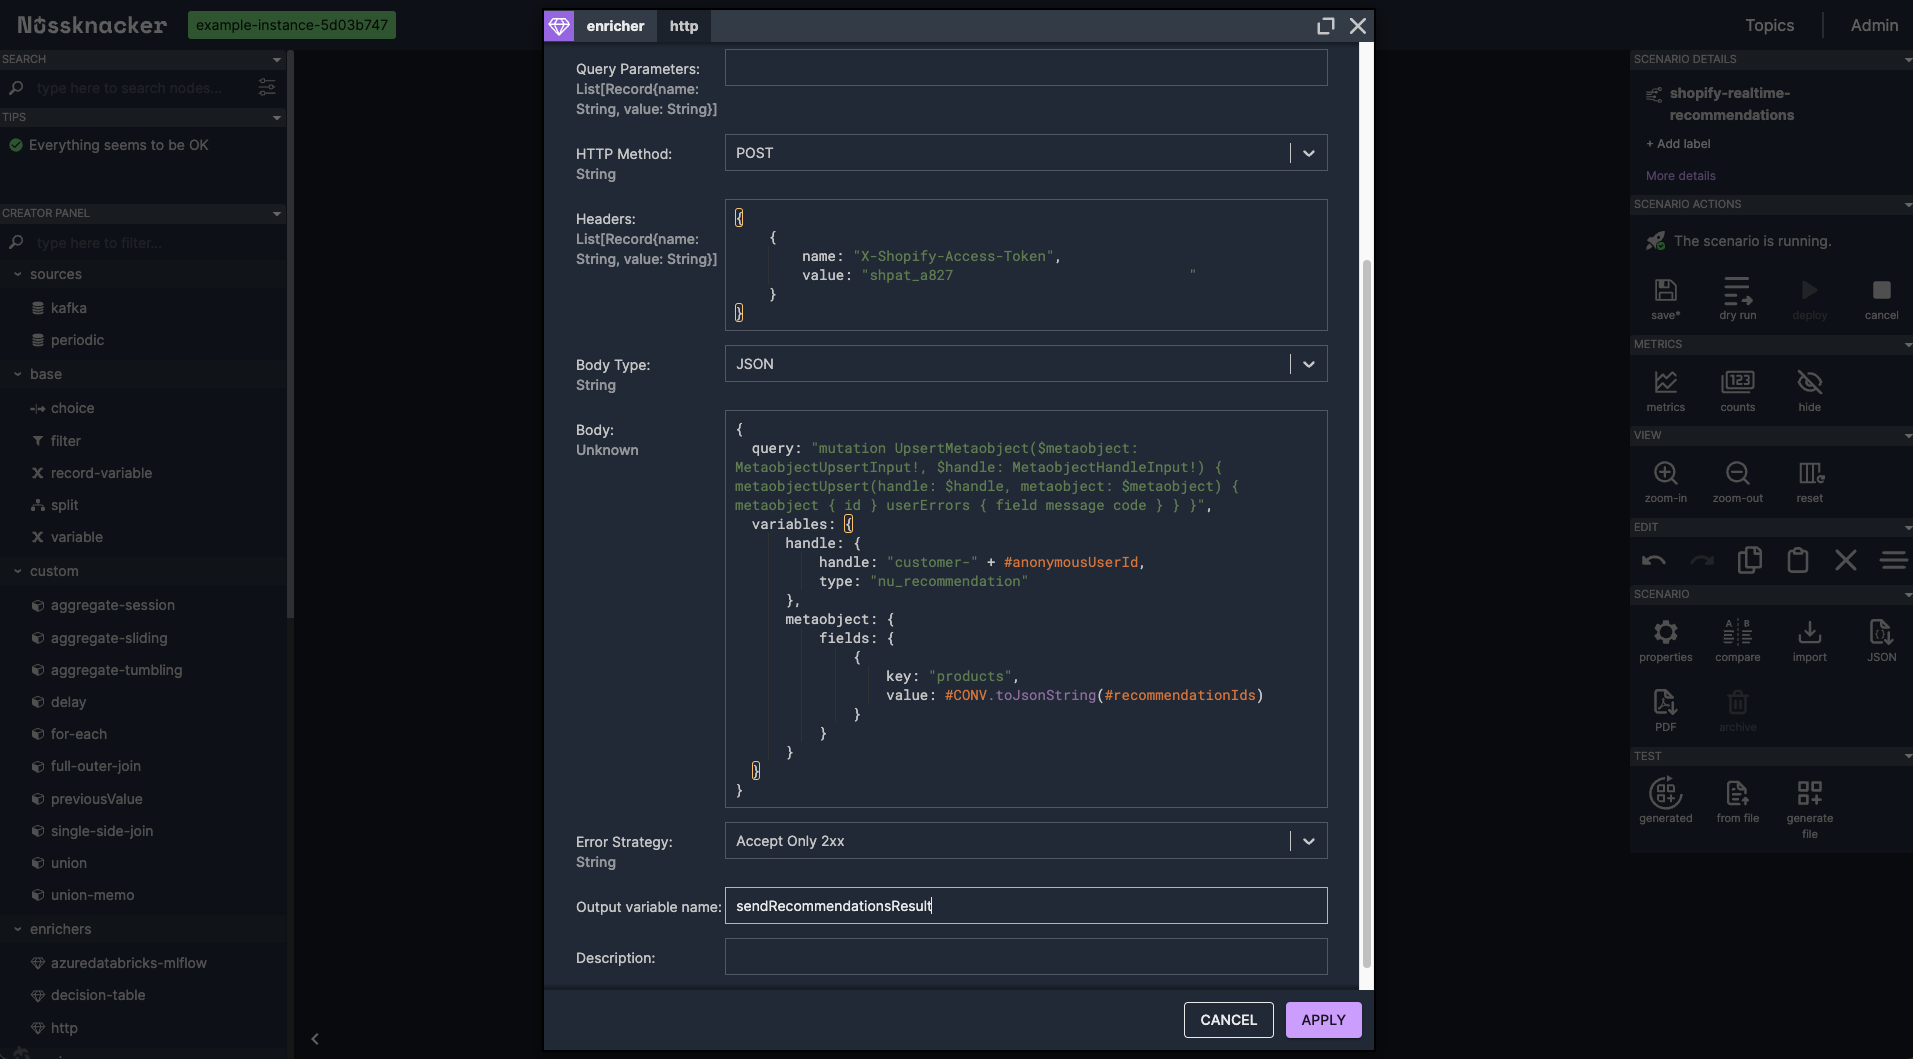 Nussknacker
example-instance-5d03b747
Topics
Admin
SEARCH
type here to search nodes...
TIPS
Everything seems to be OK
CREATOR PANEL
type here to filter...
sources
kafka
periodic
base
choice
filter
record-variable
split
variable
custom
aggregate-session
aggregate-sliding
aggregate-tumbling
delay
for-each
full-outer-join
previousValue
single-side-join
union
union-memo
enrichers
azuredatabricks-mlflow
decision-table
http
enricher
http
Query Parameters:
List[Record{name:
String, value: String}]
HTTP Method:
String
POST
Headers:
List[Record{name:
String, value: String}]
{
{
name: "X-Shopify-Access-Token",
value: "shpat_a827 "
}
}
Body Type:
String
JSON
Body:
Unknown
{
query: "mutation UpsertMetaobject($metaobject:
MetaobjectUpsertInput!, $handle: MetaobjectHandleInput!) {
metaobjectUpsert(handle: $handle, metaobject: $metaobject) {
metaobject { id } userErrors { field message code } } }",
variables: {
handle: {
handle: "customer-" + #anonymousUserId,
type: "nu_recommendation"
},
metaobject: {
fields: {
{
key: "products",
value: #CONV.toJsonString(#recommendationIds)
}
}
}
}
}
Error Strategy:
String
Accept Only 2xx
Output variable name:
sendRecommendationsResult
Description:
CANCEL
APPLY
SCENARIO DETAILS
shopify-realtime-
recommendations
+ Add label
More details
SCENARIO ACTIONS
The scenario is running.
save*
dry run
deploy
cancel
METRICS
metrics
123
counts
hide
VIEW
zoom-in
zoom-out
reset
EDIT
SCENARIO
properties
A B
compare
import
JSON
PDF
archive
TEST
generated
from file
generate
file